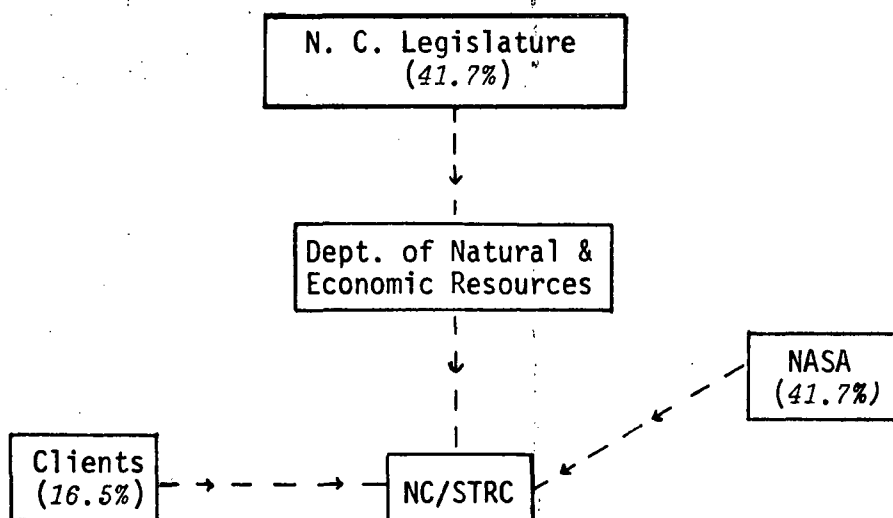 N. C. Legislature
(41.7%)
Dept. of Natural &
Economic Resources
NASA
(41.7%)
Clients
(16.5%)
NC/STRC